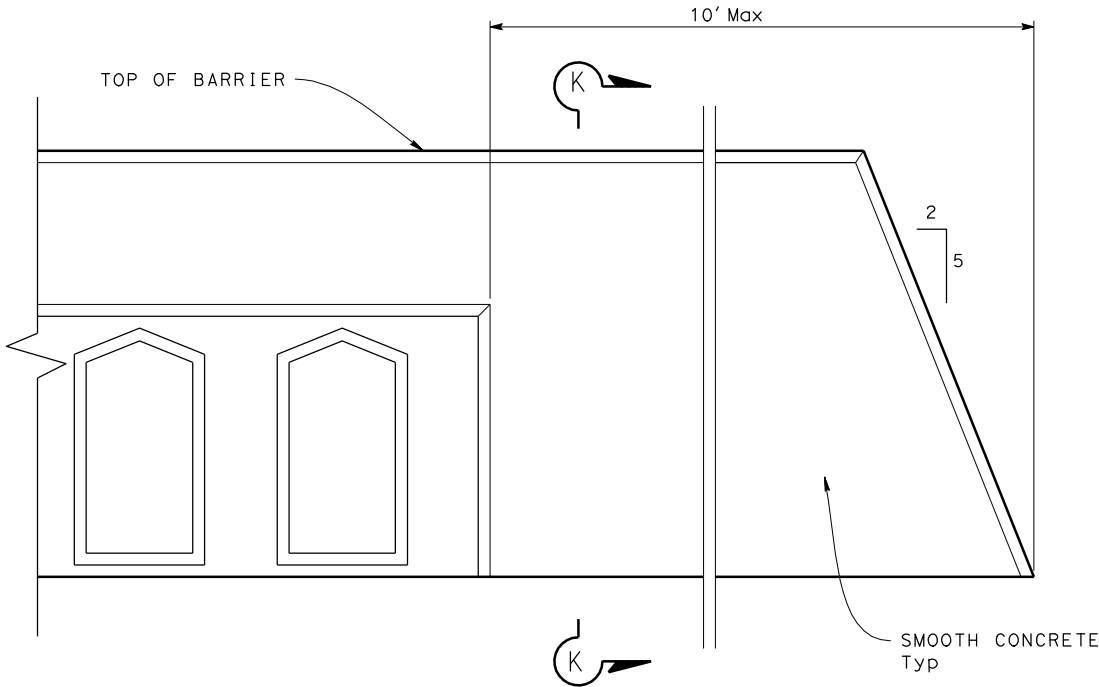 10' Max
K
TOP OF BARRIER
2
5
SMOOTH CONCRETE
Typ
K